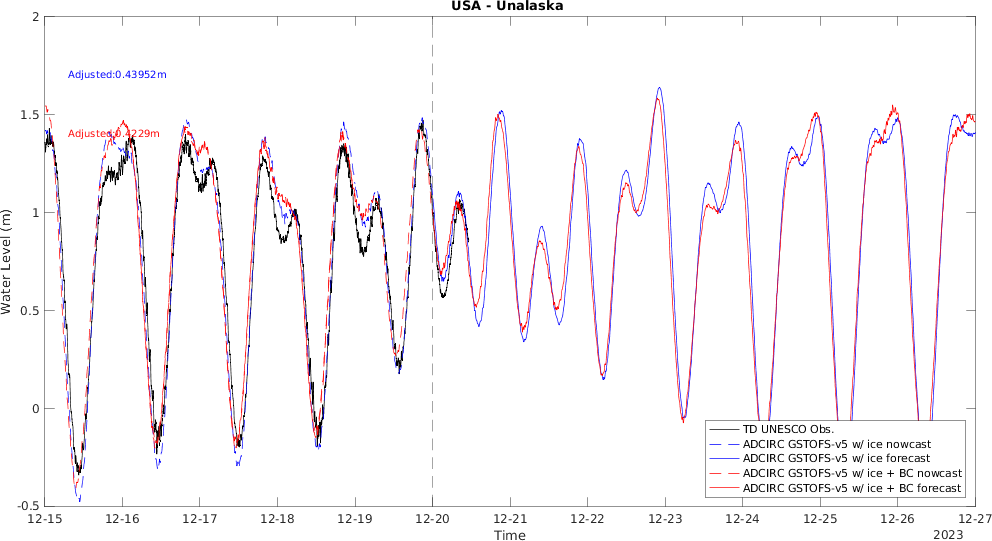 USA - Unalaska
Water Level (m)
2
1.5
1
0.5
0
-0.5
Adjusted:0.43952m
Adjusted:0.4229m
TD UNESCO Obs.
ADCIRC GSTOFS-v5 w/ ice nowcast
ADCIRC GSTOFS-v5 w/ ice forecast
ADCIRC GSTOFS-v5 w/ ice + BC nowcast
ADCIRC GSTOFS-v5 w/ ice + BC forecast
12-15 12-16 12-17 12-18 12-19 12-20 12-21 12-22 12-23 12-24 12-25 12-26 12-27
Time
2023